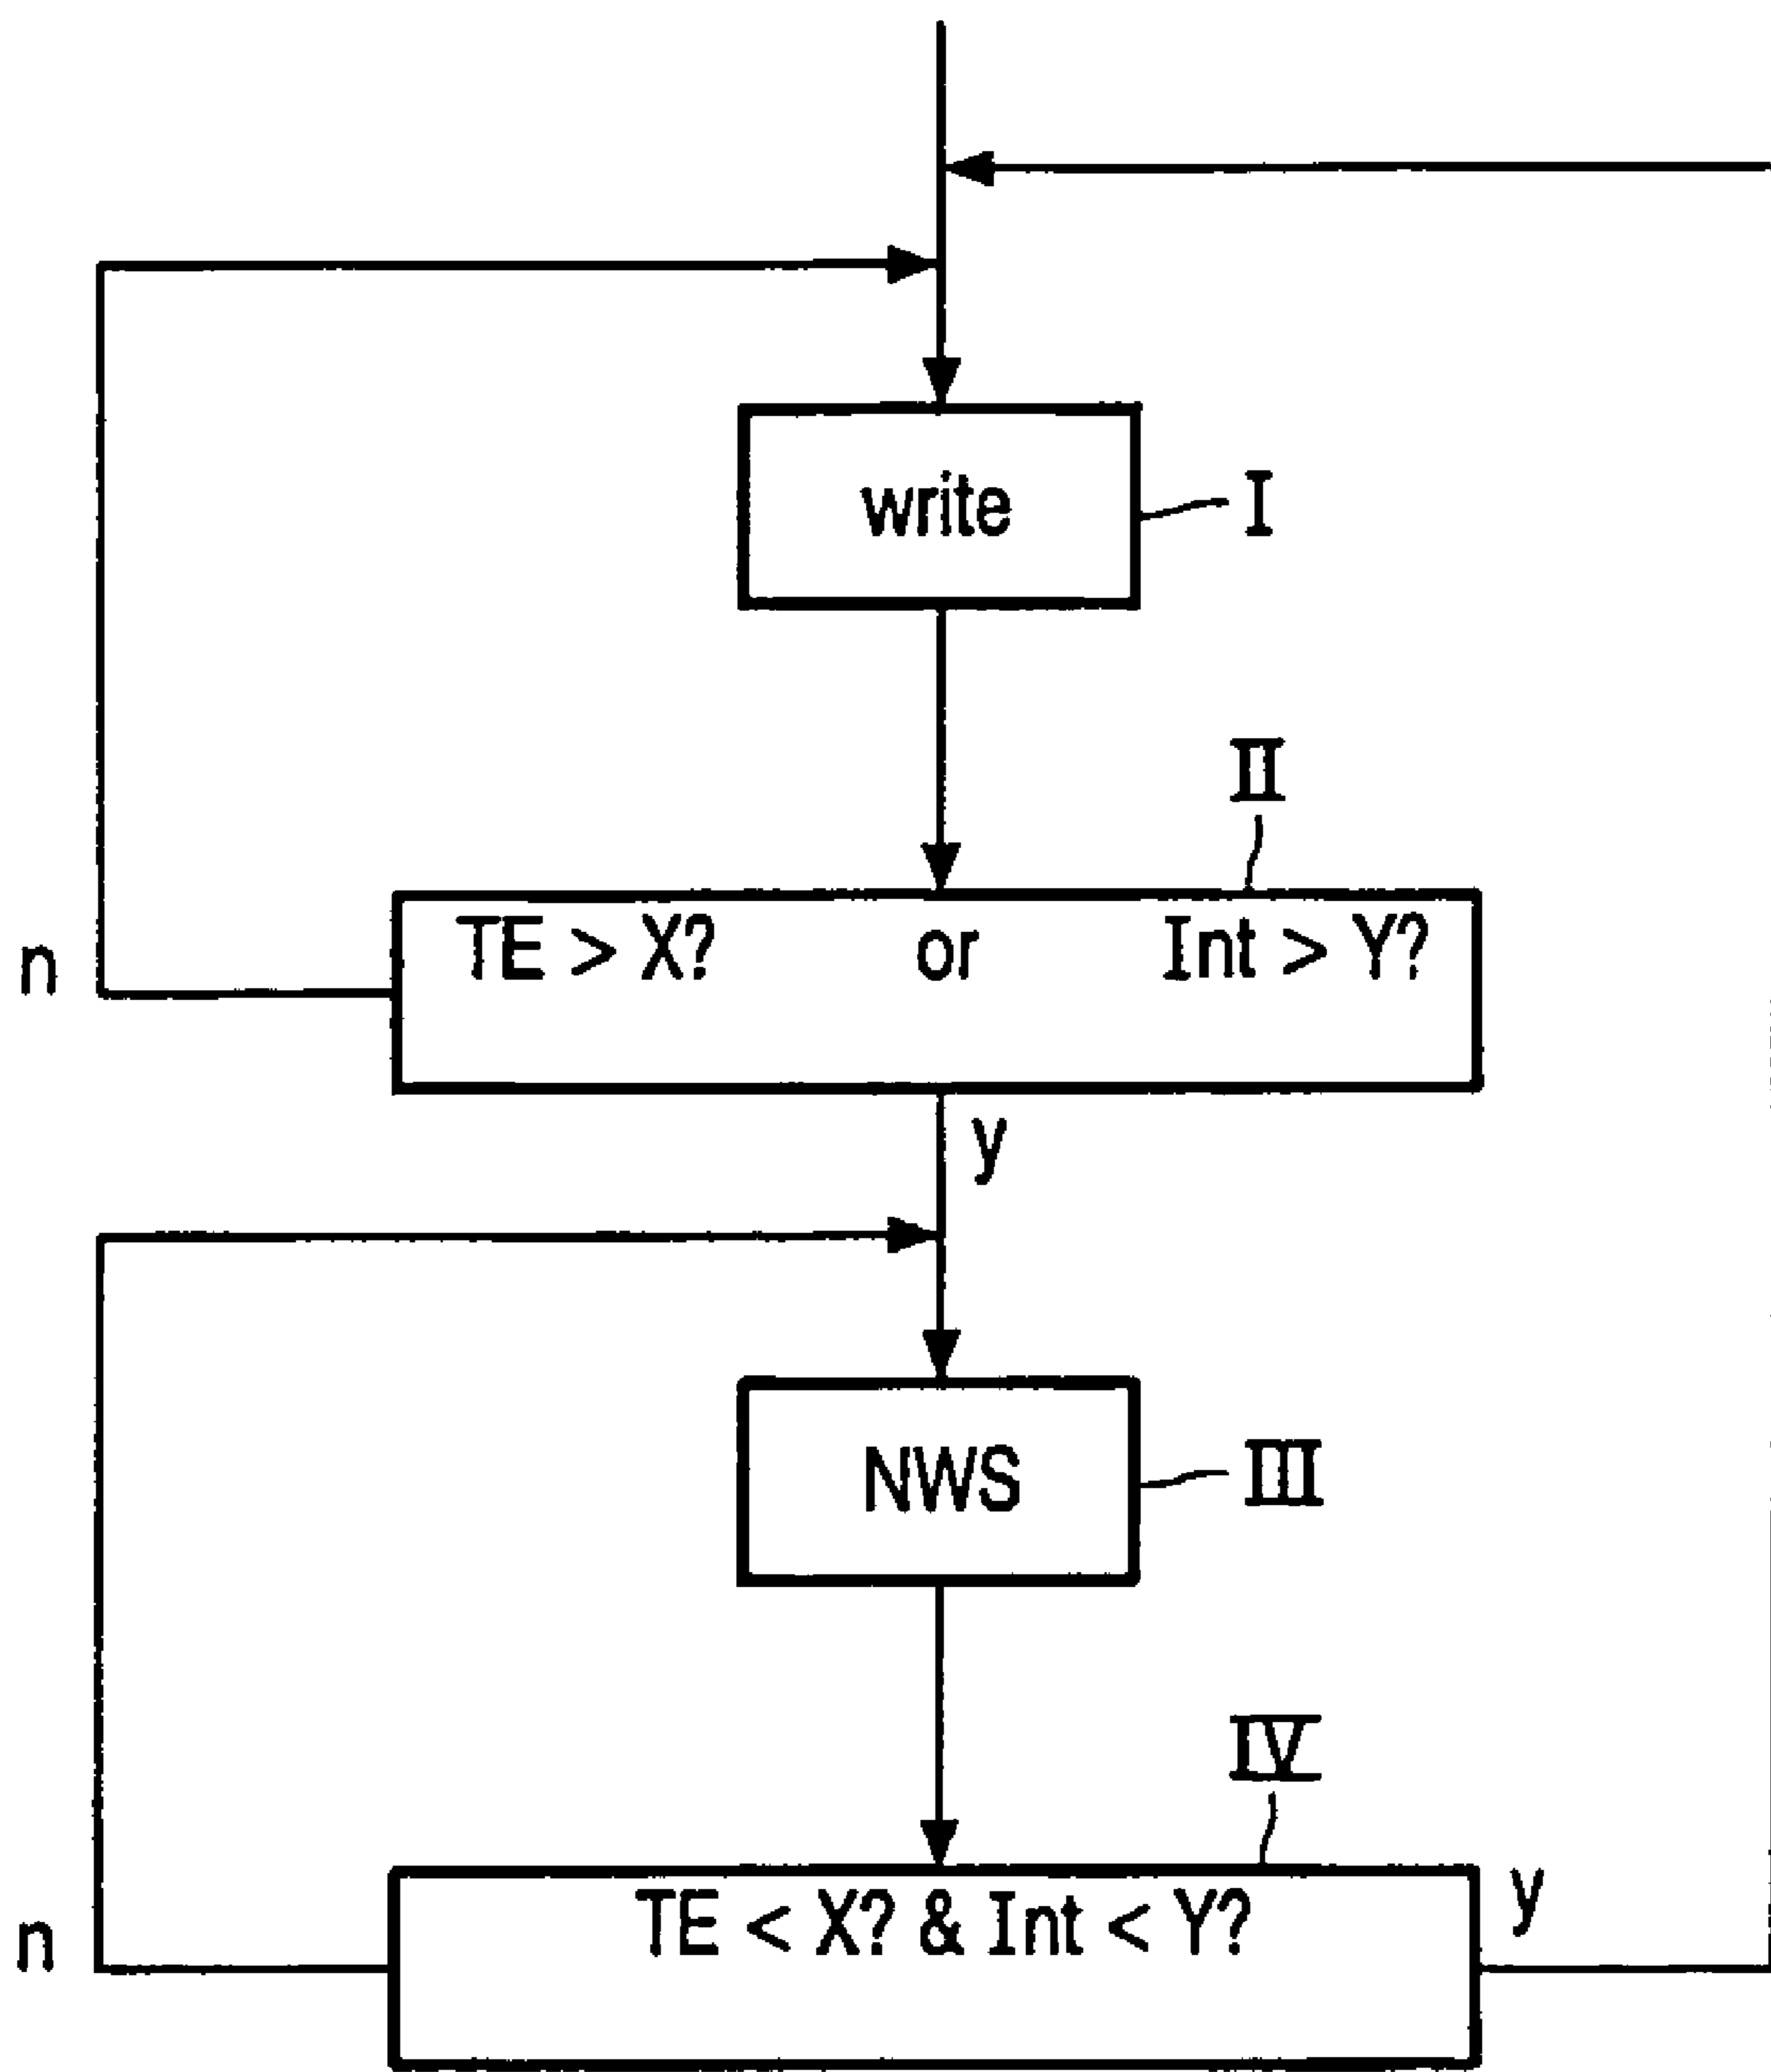 write
I
II
TE > X? or Int > Y?
n
y
NWS
III
IV
TE < X? & Int < Y?
y
n